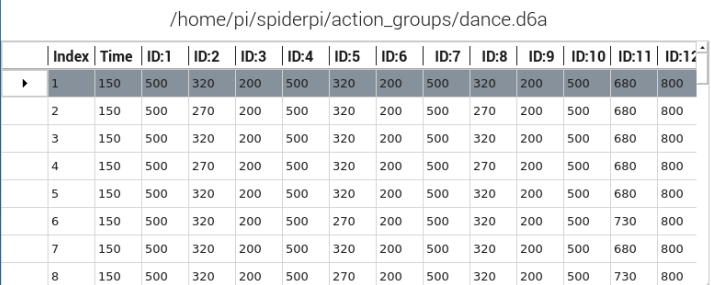 /home/pi/spiderpi/action_groups/dance.d6a
Index Time ID:1 ID:2 ID:3 ID:4 ID:5 ID:6 ID:7 ID:8 ID:9 ID:10 ID:11 ID:12
1 150 500 320 200 500 320 200 500 320 200 500 680 800
2 150 500 270 200 500 320 200 500 270 200 500 680 800
3 150 500 320 200 500 320 200 500 320 200 500 680 800
4 150 500 270 200 500 320 200 500 270 200 500 680 800
5 150 500 320 200 500 320 200 500 320 200 500 680 800
6 150 500 320 200 500 270 200 500 320 200 500 730 800
7 150 500 320 200 500 320 200 500 320 200 500 680 800
8 150 500 320 200 500 270 200 500 320 200 500 730 800